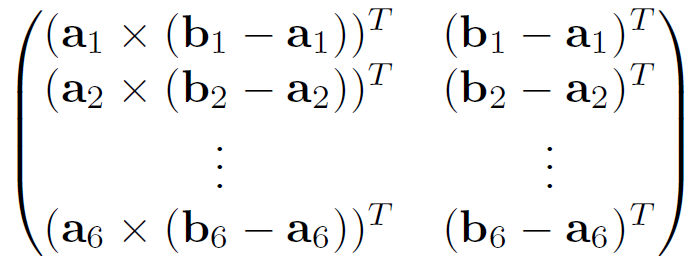 (a₁ × (b₁ − a₁))ᵀ (b₁ − a₁)ᵀ
(a₂ × (b₂ − a₂))ᵀ (b₂ − a₂)ᵀ
⋮ ⋮
(a₆ × (b₆ − a₆))ᵀ (b₆ − a₆)ᵀ